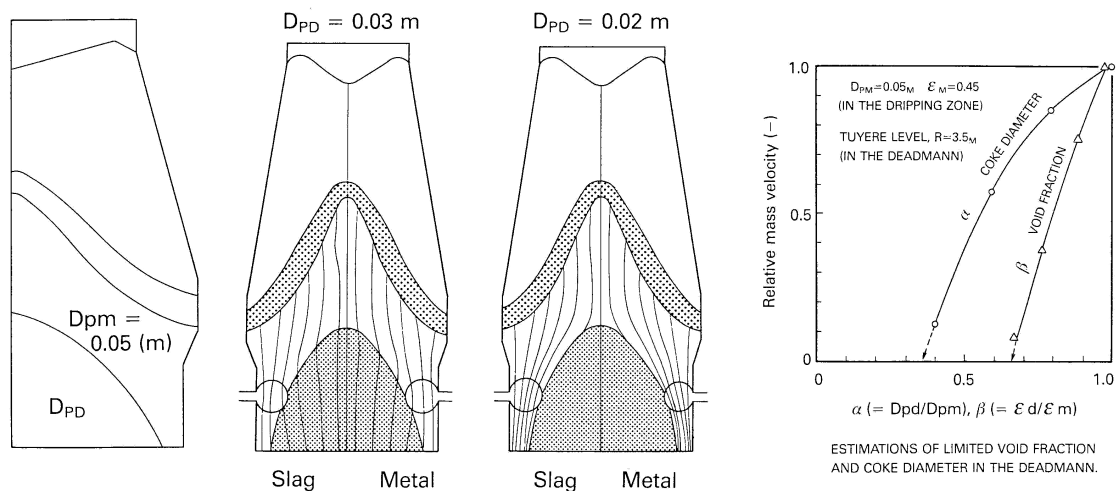 Dpm =
0.05 (m)
D_PD
D_PD = 0.03 m
Slag Metal
D_PD = 0.02 m
Slag Metal
Relative mass velocity (−)
1.0
0.5
0
D_PM=0.05_M ℰ_M=0.45
(IN THE DRIPPING ZONE)
TUYERE LEVEL, R=3.5_M
(IN THE DEADMANN)
COKE DIAMETER
α
VOID FRACTION
β
0 0.5 1.0
α (= Dpd/Dpm), β (= ℰ d/ℰ m)
ESTIMATIONS OF LIMITED VOID FRACTION
AND COKE DIAMETER IN THE DEADMANN.